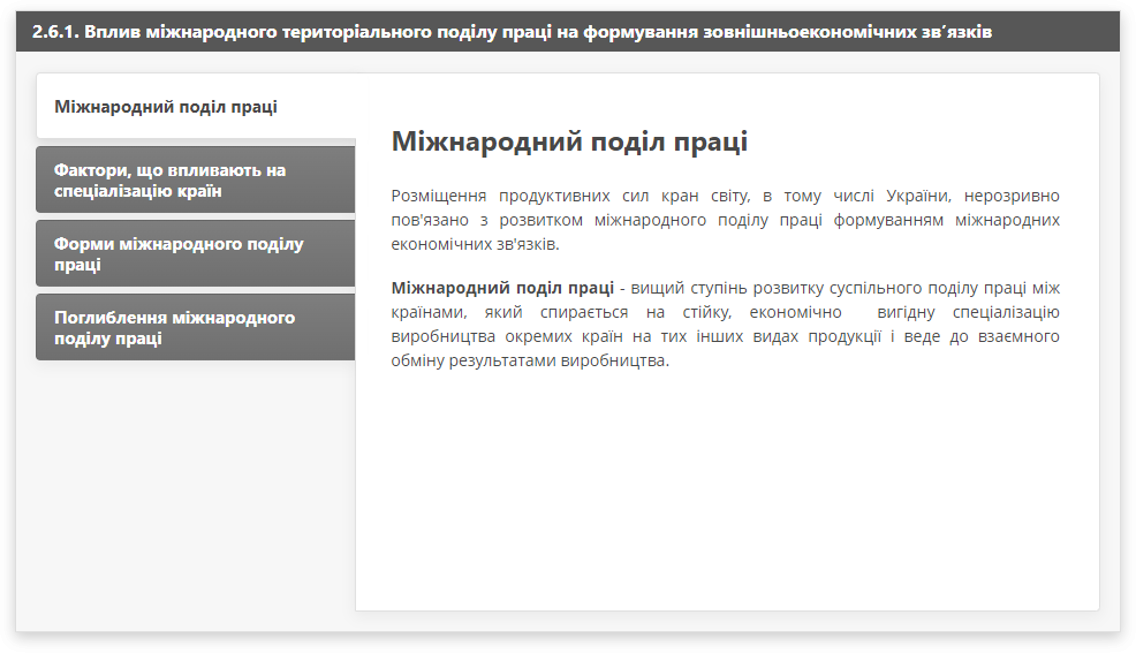 2.6.1. Вплив міжнародного територіального поділу праці на формування зовнішньоекономічних зв’язків
Міжнародний поділ праці
Фактори, що впливають на
спеціалізацію країн
Форми міжнародного поділу
праці
Поглиблення міжнародного
поділу праці
Міжнародний поділ праці
Розміщення продуктивних сил кран світу, в тому числі України, нерозривно
пов'язано з розвитком міжнародного поділу праці формуванням міжнародних
економічних зв'язків.
Міжнародний поділ праці - вищий ступінь розвитку суспільного поділу праці між
країнами, який спирається на стійку, економічно вигідну спеціалізацію
виробництва окремих країн на тих інших видах продукції і веде до взаємного
обміну результатами виробництва.